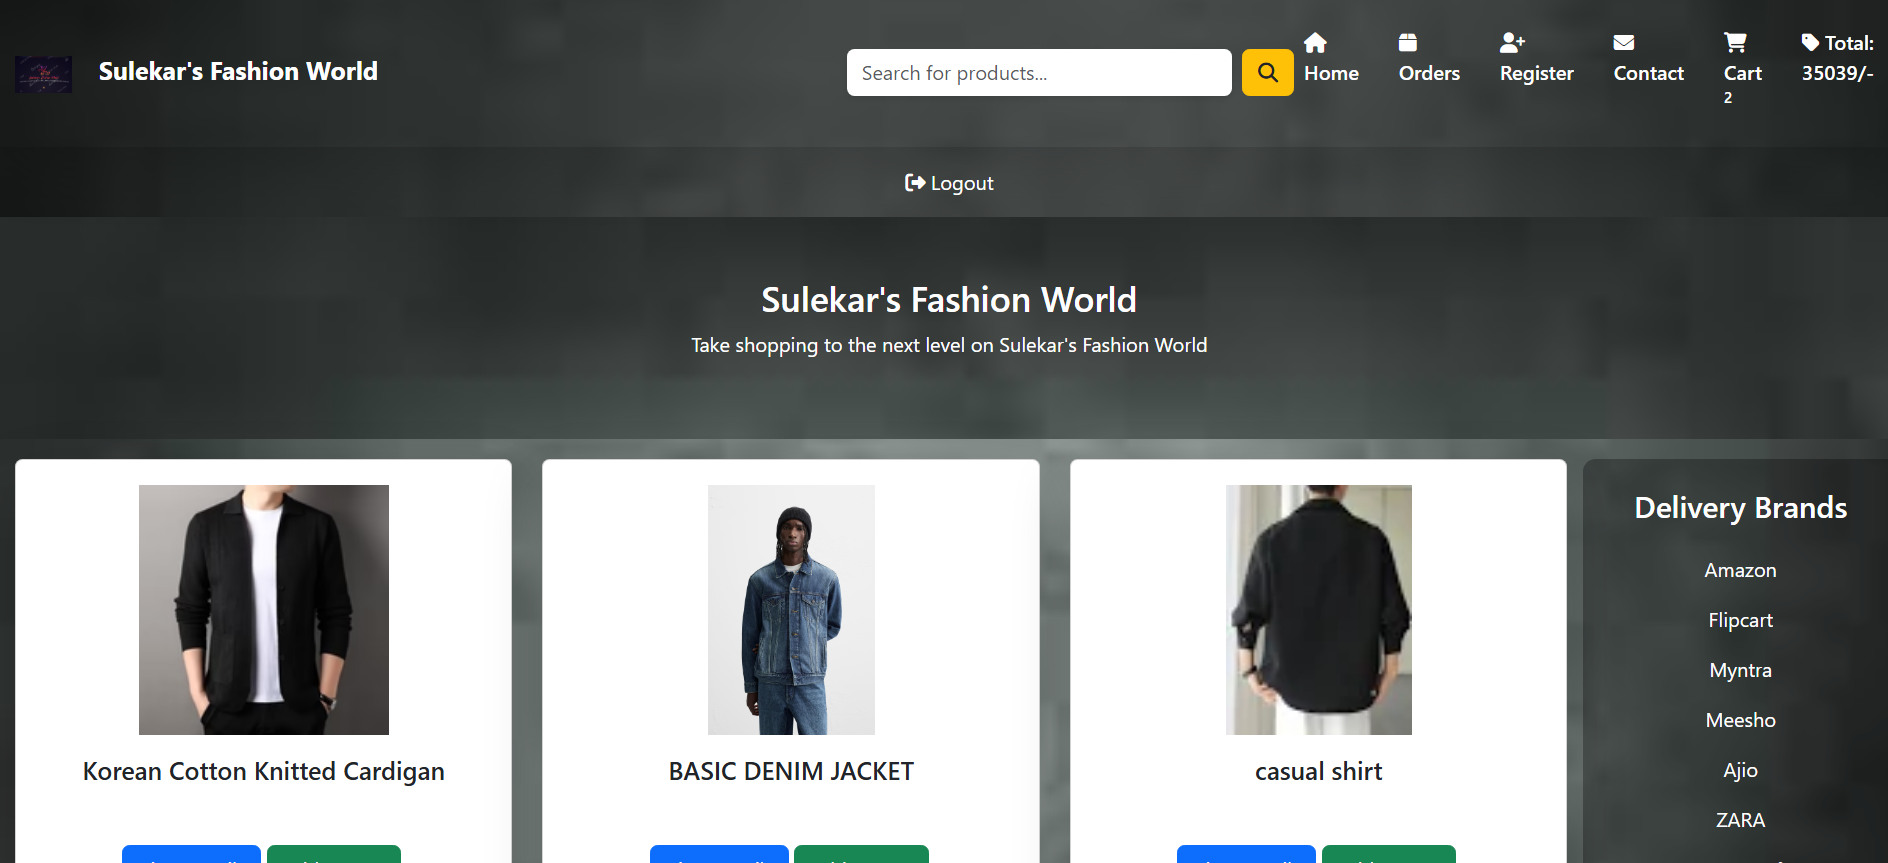 Sulekar's Fashion World
Search for products...
Home
Orders
Register
Contact
Cart
2
Total:
35039/-
Logout
Sulekar's Fashion World
Take shopping to the next level on Sulekar's Fashion World
Korean Cotton Knitted Cardigan
BASIC DENIM JACKET
casual shirt
Delivery Brands
Amazon
Flipcart
Myntra
Meesho
Ajio
ZARA